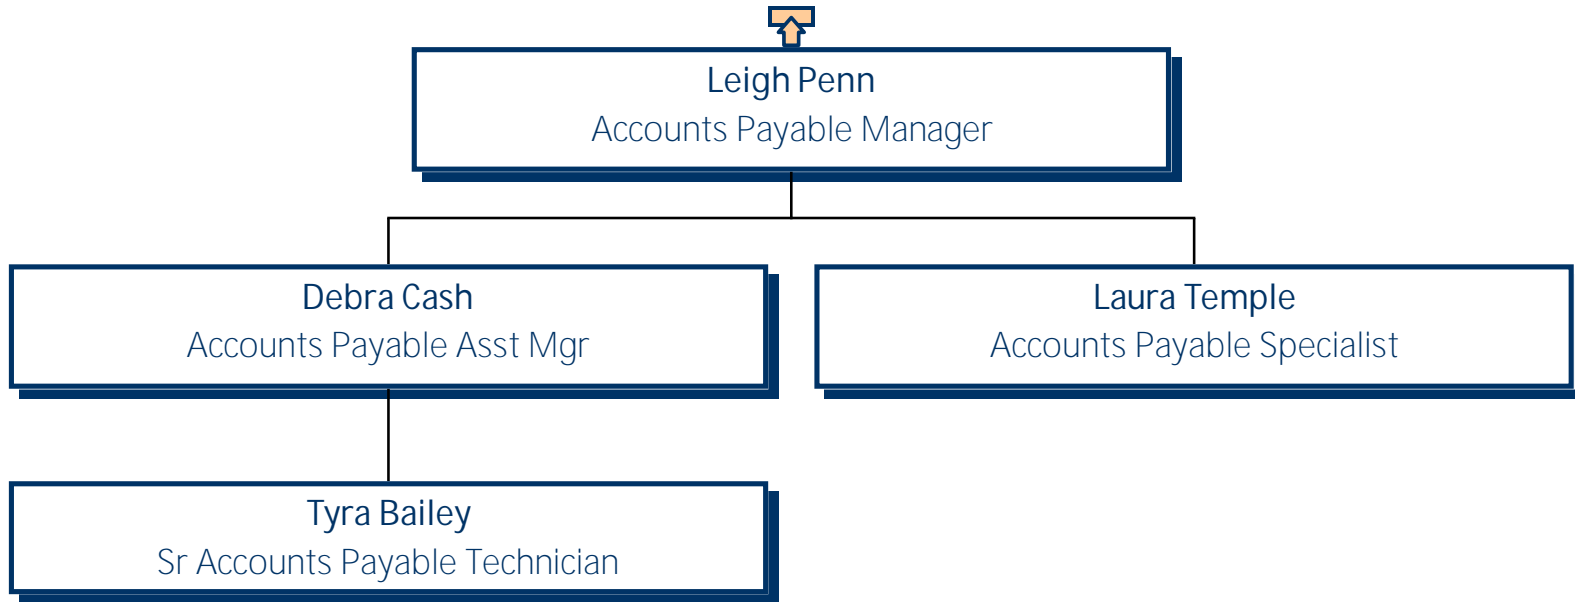 Leigh Penn
Accounts Payable Manager
Debra Cash
Accounts Payable Asst Mgr
Laura Temple
Accounts Payable Specialist
Tyra Bailey
Sr Accounts Payable Technician